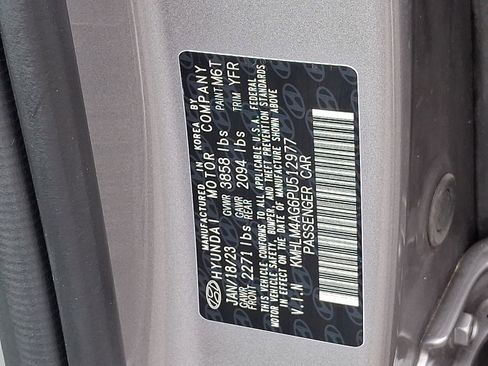 MANUFACTURED IN KOREA BY
HYUNDAI MOTOR COMPANY
JAN/18/23 GVWR 3858 lbs PAINT M6T
GAWR FRONT 2271 lbs GAWR REAR 2094 lbs TRIM YFR
THIS VEHICLE CONFORMS TO ALL APPLICABLE U.S.A. FEDERAL
MOTOR VEHICLE SAFETY, BUMPER, AND THEFT PREVENTION STANDARDS
IN EFFECT ON THE DATE OF MANUFACTURE SHOWN ABOVE
V.I.N KMHLM4AG6PU512977
PASSENGER CAR